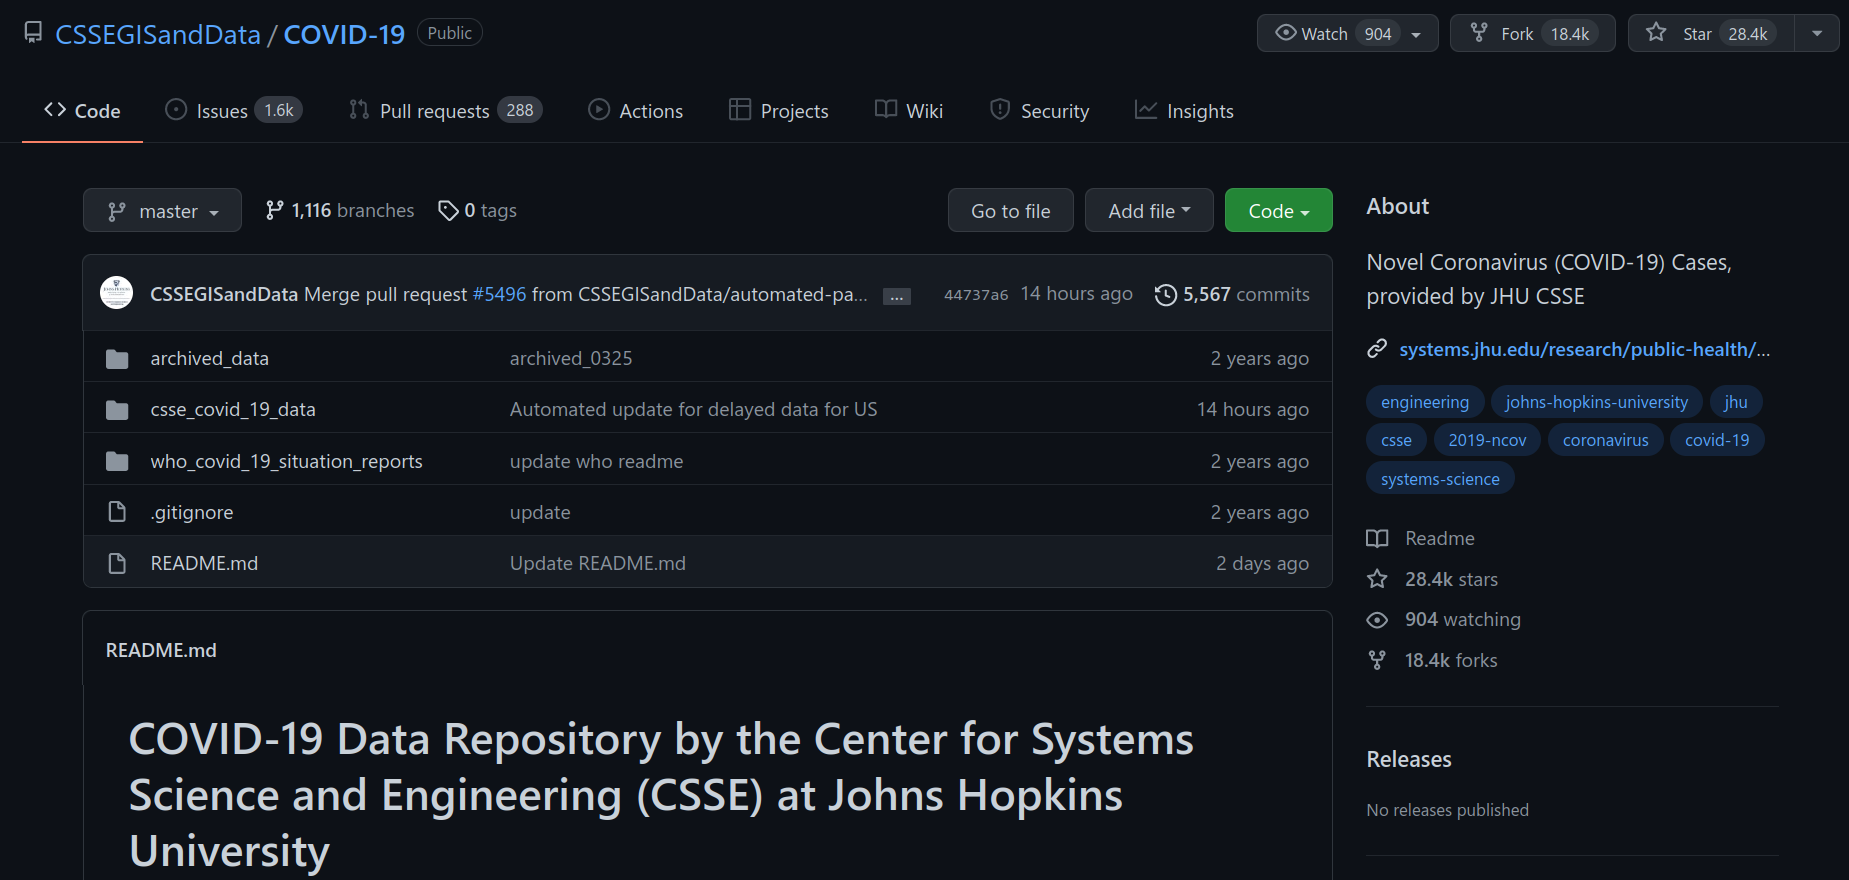 CSSEGISandData / COVID-19 Public
Watch 904 Fork 18.4k Star 28.4k
Code Issues 1.6k Pull requests 288 Actions Projects Wiki Security Insights
master 1,116 branches 0 tags Go to file Add file Code
CSSEGISandData Merge pull request #5496 from CSSEGISandData/automated-pa... ... 44737a6 14 hours ago 5,567 commits
archived_data archived_0325 2 years ago
csse_covid_19_data Automated update for delayed data for US 14 hours ago
who_covid_19_situation_reports update who readme 2 years ago
.gitignore update 2 years ago
README.md Update README.md 2 days ago
README.md
COVID-19 Data Repository by the Center for Systems
Science and Engineering (CSSE) at Johns Hopkins
University
About
Novel Coronavirus (COVID-19) Cases,
provided by JHU CSSE
systems.jhu.edu/research/public-health/...
engineering johns-hopkins-university jhu
csse 2019-ncov coronavirus covid-19
systems-science
Readme
28.4k stars
904 watching
18.4k forks
Releases
No releases published